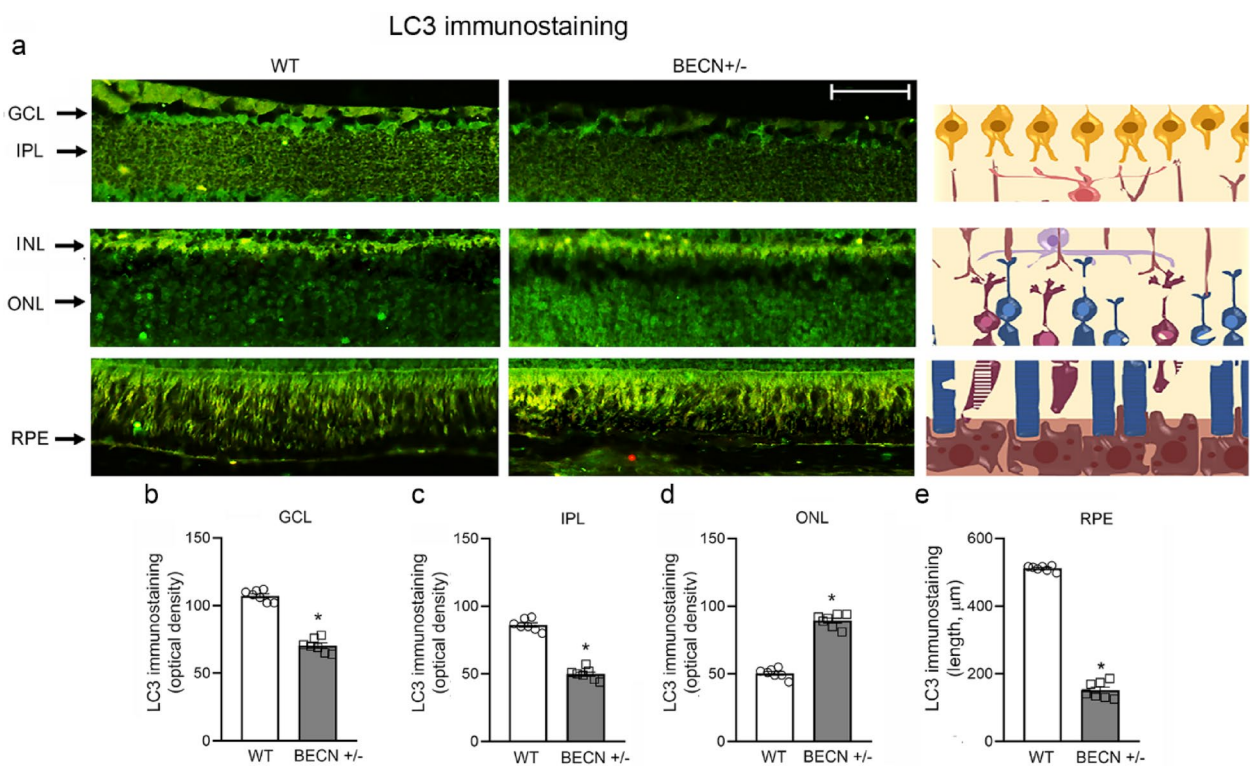 LC3 immunostaining
a
WT
BECN+/-
GCL
IPL
INL
ONL
RPE
b
GCL
LC3 immunostaining
(optical density)
150
100
50
0
*
WT
BECN +/-
c
IPL
LC3 immunostaining
(optical density)
150
100
50
0
*
WT
BECN +/-
d
ONL
LC3 immunostaining
(optical density)
150
100
50
0
*
WT
BECN +/-
e
RPE
LC3 immunostaining
(length, μm)
600
400
200
0
*
WT
BECN +/-